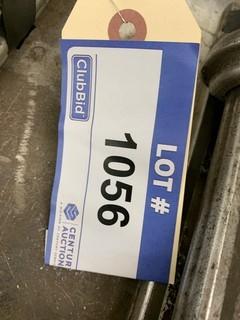 LOT #
1056
ClubBid
CENTUR
AUCTION